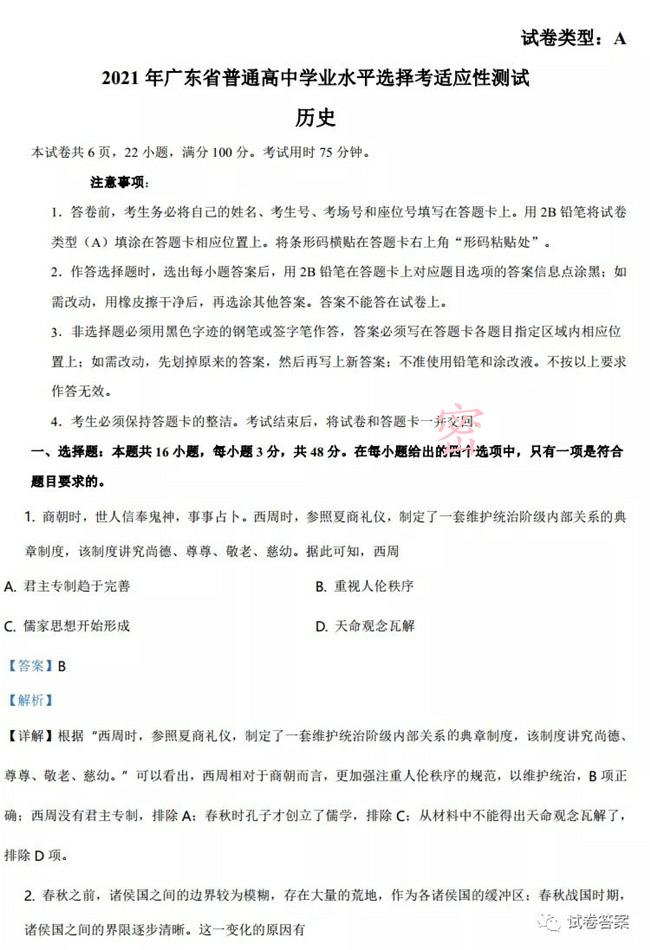 试卷类型：A
2021 年广东省普通高中学业水平选择考适应性测试
历史
本试卷共 6 页，22 小题，满分 100 分。考试用时 75 分钟。
注意事项：
1．答卷前，考生务必将自己的姓名、考生号、考场号和座位号填写在答题卡上。用 2B 铅笔将试卷
类型（A）填涂在答题卡相应位置上。将条形码横贴在答题卡右上角“形码粘贴处”。
2．作答选择题时，选出每小题答案后，用 2B 铅笔在答题卡上对应题目选项的答案信息点涂黑；如
需改动，用橡皮擦干净后，再选涂其他答案。答案不能答在试卷上。
3．非选择题必须用黑色字迹的钢笔或签字笔作答，答案必须写在答题卡各题目指定区域内相应位
置上；如需改动，先划掉原来的答案，然后再写上新答案；不准使用铅笔和涂改液。不按以上要求
作答无效。
4．考生必须保持答题卡的整洁。考试结束后，将试卷和答题卡一并交回。
密
一、选择题：本题共 16 小题，每小题 3 分，共 48 分。在每小题给出的四个选项中，只有一项是符合
题目要求的。
1. 商朝时，世人信奉鬼神，事事占卜。西周时，参照夏商礼仪，制定了一套维护统治阶级内部关系的典
章制度，该制度讲究尚德、尊尊、敬老、慈幼。据此可知，西周
A. 君主专制趋于完善 B. 重视人伦秩序
C. 儒家思想开始形成 D. 天命观念瓦解
【答案】B
【解析】
【详解】根据“西周时，参照夏商礼仪，制定了一套维护统治阶级内部关系的典章制度，该制度讲究尚德、
尊尊、敬老、慈幼。”可以看出，西周相对于商朝而言，更加强注重人伦秩序的规范，以维护统治，B 项正
确；西周没有君主专制，排除 A；春秋时孔子才创立了儒学，排除 C；从材料中不能得出天命观念瓦解了，
排除 D 项。
2. 春秋之前，诸侯国之间的边界较为模糊，存在大量的荒地，作为各诸侯国的缓冲区；春秋战国时期，
诸侯国之间的界限逐步清晰。这一变化的原因有
试卷答案